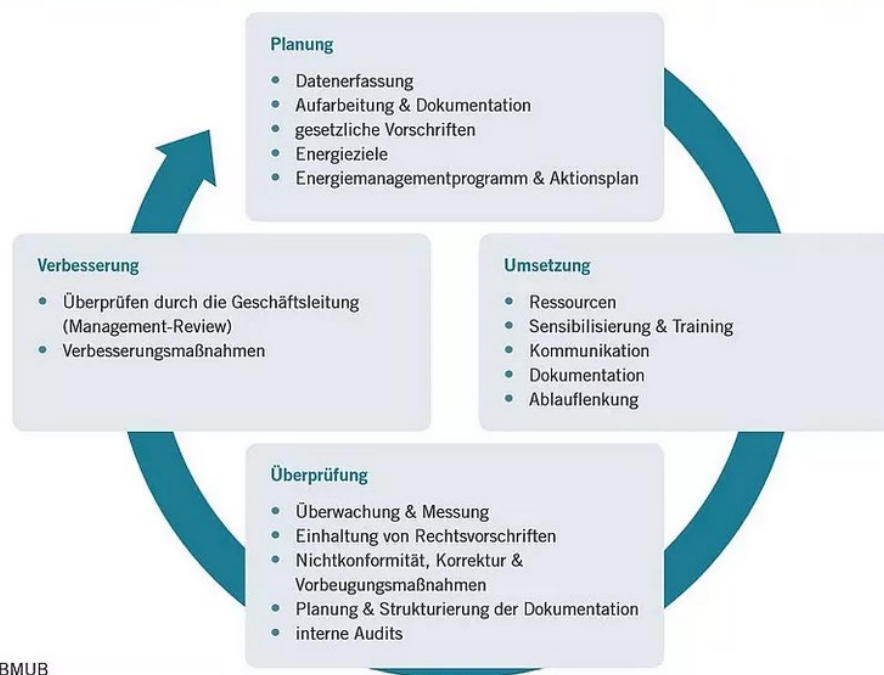 Planung
• Datenerfassung
• Aufarbeitung & Dokumentation
• gesetzliche Vorschriften
• Energieziele
• Energiemanagementprogramm & Aktionsplan
Verbesserung
• Überprüfen durch die Geschäftsleitung
(Management-Review)
• Verbesserungsmaßnahmen
Umsetzung
• Ressourcen
• Sensibilisierung & Training
• Kommunikation
• Dokumentation
• Ablauflenkung
Überprüfung
• Überwachung & Messung
• Einhaltung von Rechtsvorschriften
• Nichtkonformität, Korrektur &
Vorbeugungsmaßnahmen
• Planung & Strukturierung der Dokumentation
• interne Audits
BMUB